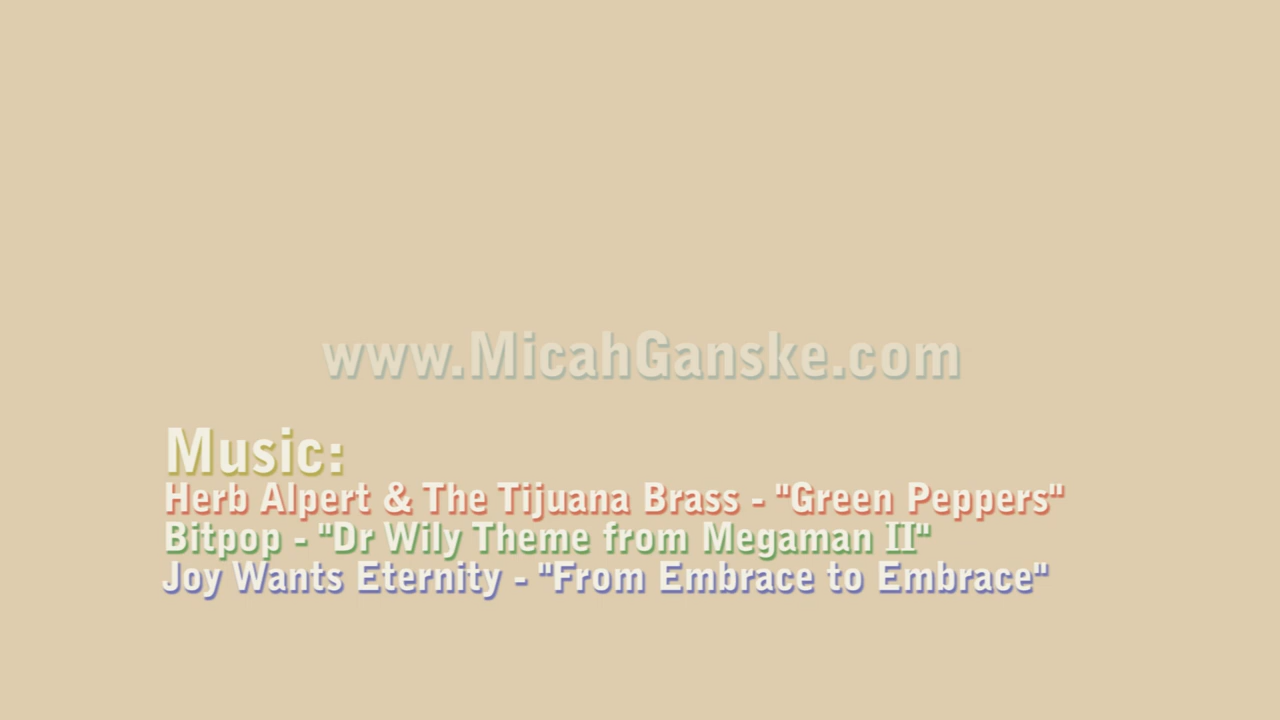 www.MicahGanske.com
Music:
Herb Alpert & The Tijuana Brass - "Green Peppers"
Bitpop - "Dr Wily Theme from Megaman II"
Joy Wants Eternity - "From Embrace to Embrace"